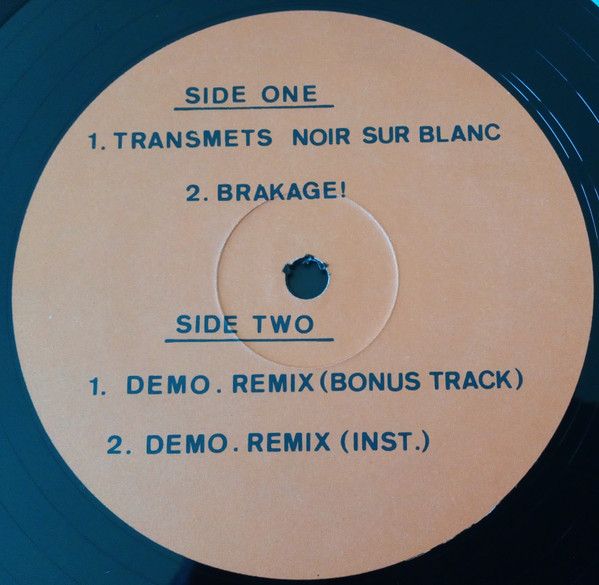 SIDE ONE
1. TRANSMETS NOIR SUR BLANC
2. BRAKAGE!
SIDE TWO
1. DEMO. REMIX (BONUS TRACK)
2. DEMO. REMIX (INST.)